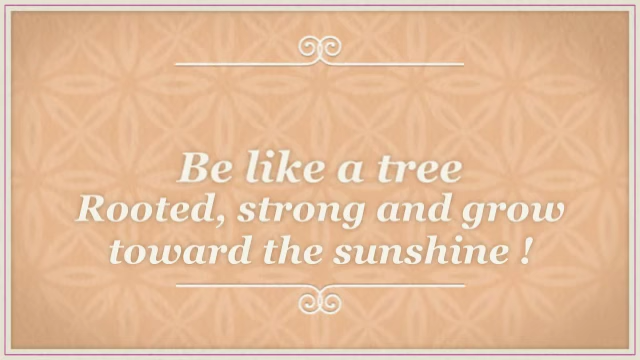 Be like a tree
Rooted, strong and grow
toward the sunshine !